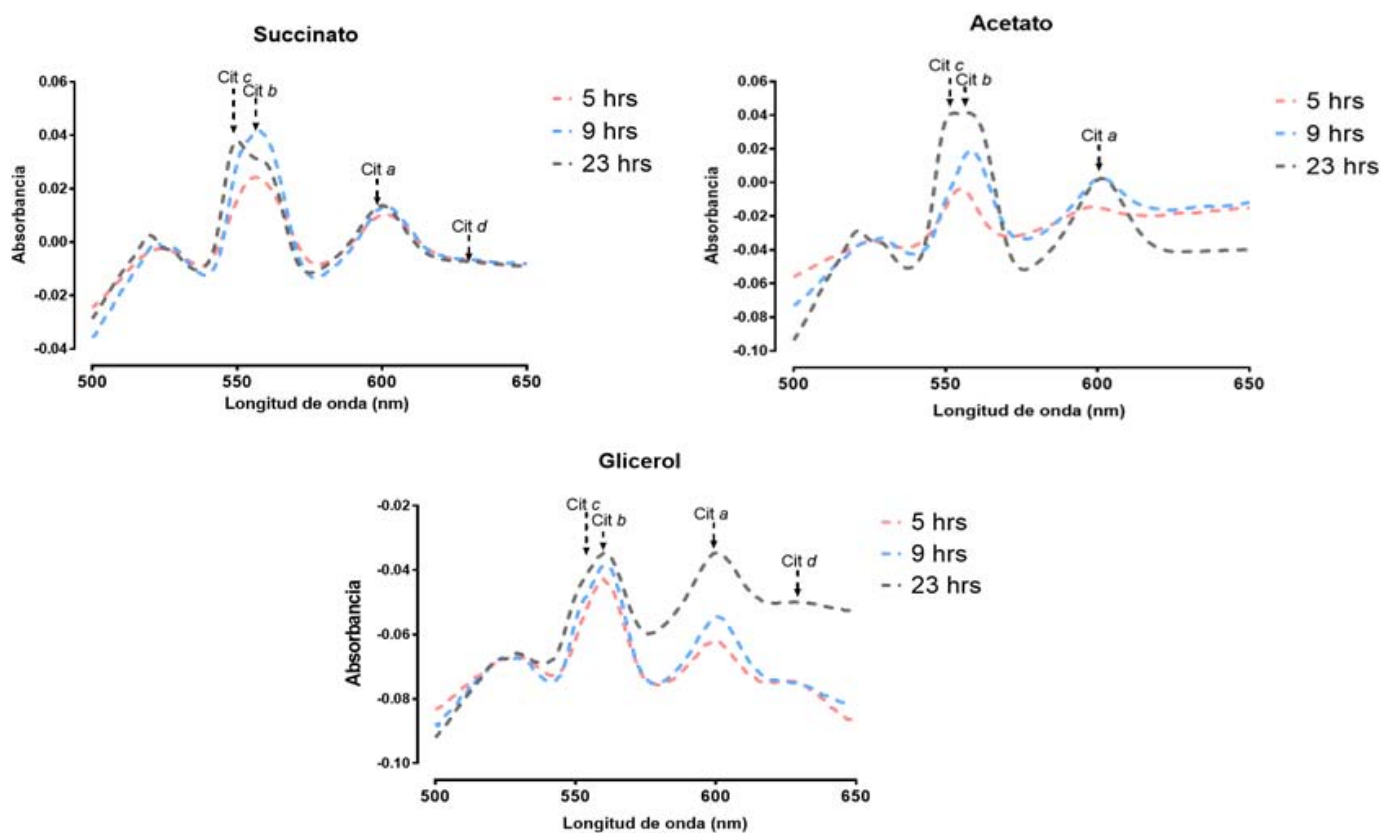 Succinato
Cit c
Cit b
Cit a
Cit d
0.06
0.04
0.02
0.00
-0.02
-0.04
Absorbancia
500
550
600
650
Longitud de onda (nm)
5 hrs
9 hrs
23 hrs
Acetato
Cit c
Cit b
Cit a
0.06
0.04
0.02
0.00
-0.02
-0.04
-0.06
-0.08
-0.10
Absorbancia
500
550
600
650
Longitud de onda (nm)
5 hrs
9 hrs
23 hrs
Glicerol
Cit c
Cit b
Cit a
Cit d
-0.02
-0.04
-0.06
-0.08
-0.10
Absorbancia
500
550
600
650
Longitud de onda (nm)
5 hrs
9 hrs
23 hrs